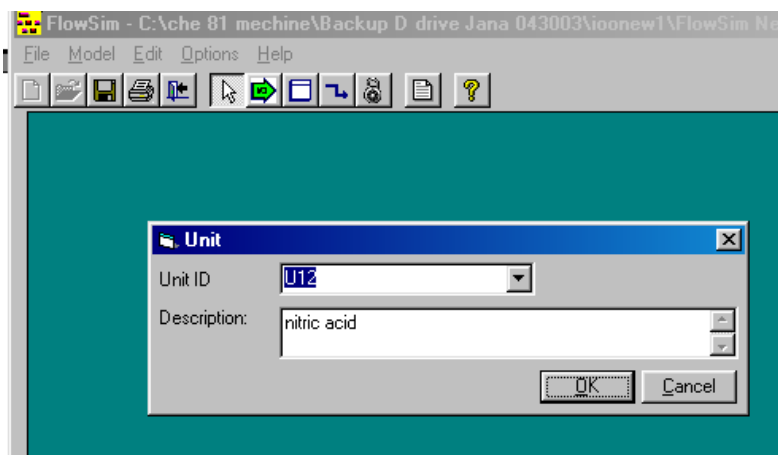 FlowSim - C:\che 81 mechine\Backup D drive Jana 043003\ioonew1\FlowSim Ne
File Model Edit Options Help
Unit
Unit ID U12
Description: nitric acid
OK Cancel